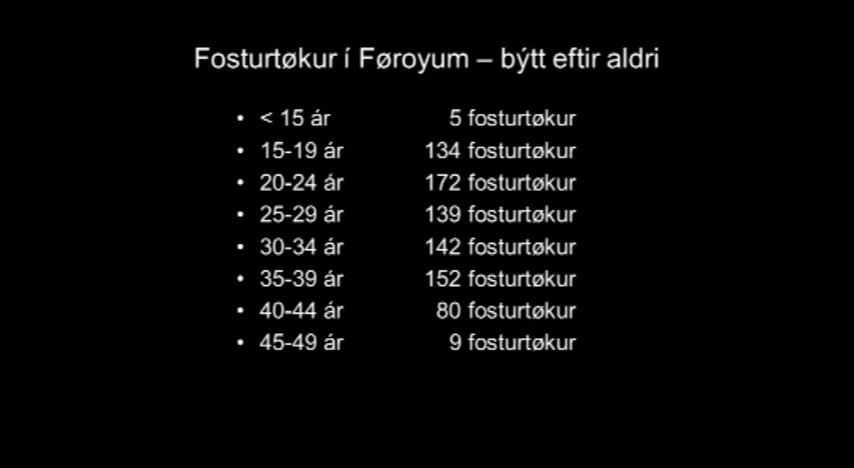 Fosturtøkur í Føroyum – býtt eftir aldri
• < 15 ár 5 fosturtøkur
• 15-19 ár 134 fosturtøkur
• 20-24 ár 172 fosturtøkur
• 25-29 ár 139 fosturtøkur
• 30-34 ár 142 fosturtøkur
• 35-39 ár 152 fosturtøkur
• 40-44 ár 80 fosturtøkur
• 45-49 ár 9 fosturtøkur